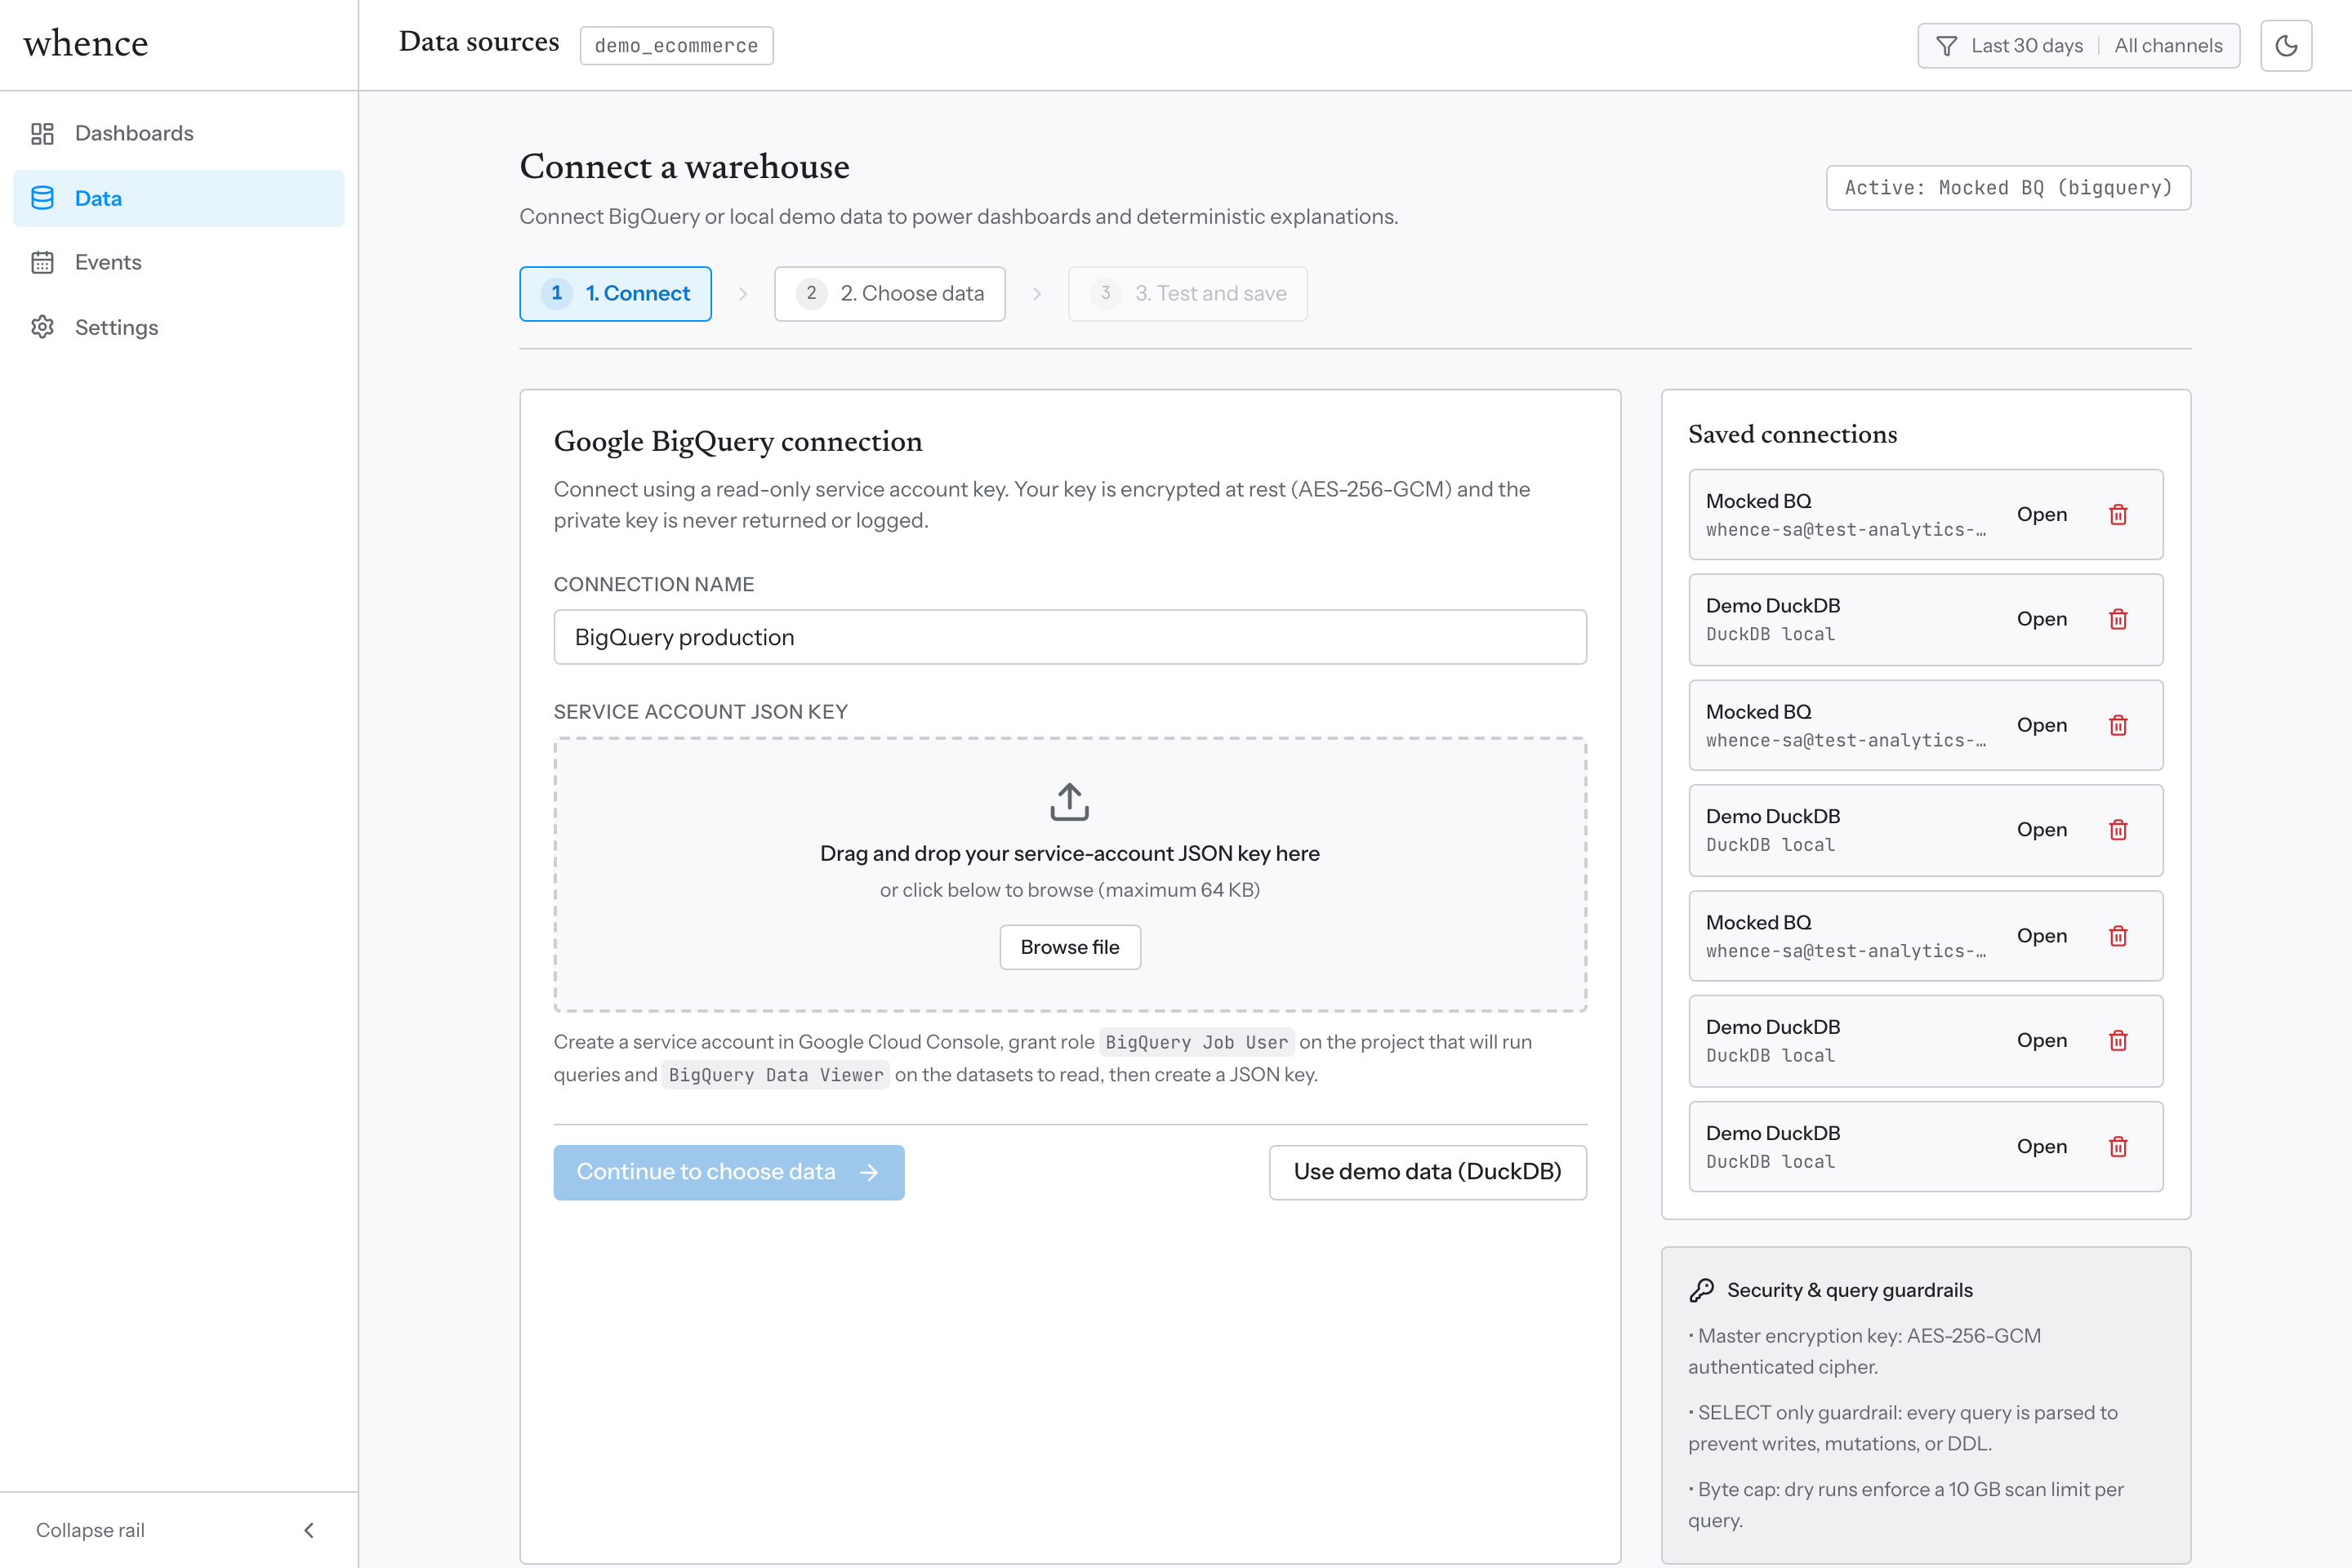 whence
Data sources
demo_ecommerce
Last 30 days
All channels
Dashboards
Data
Events
Settings
Collapse rail
Connect a warehouse
Connect BigQuery or local demo data to power dashboards and deterministic explanations.
Active: Mocked BQ (bigquery)
1 1. Connect
2 2. Choose data
3 3. Test and save
Google BigQuery connection
Connect using a read-only service account key. Your key is encrypted at rest (AES-256-GCM) and the
private key is never returned or logged.
CONNECTION NAME
BigQuery production
SERVICE ACCOUNT JSON KEY
Drag and drop your service-account JSON key here
or click below to browse (maximum 64 KB)
Browse file
Create a service account in Google Cloud Console, grant role BigQuery Job User on the project that will run
queries and BigQuery Data Viewer on the datasets to read, then create a JSON key.
Continue to choose data
Use demo data (DuckDB)
Saved connections
Mocked BQ
whence-sa@test-analytics-…
Open
Demo DuckDB
DuckDB local
Open
Mocked BQ
whence-sa@test-analytics-…
Open
Demo DuckDB
DuckDB local
Open
Mocked BQ
whence-sa@test-analytics-…
Open
Demo DuckDB
DuckDB local
Open
Demo DuckDB
DuckDB local
Open
Security & query guardrails
• Master encryption key: AES-256-GCM
authenticated cipher.
• SELECT only guardrail: every query is parsed to
prevent writes, mutations, or DDL.
• Byte cap: dry runs enforce a 10 GB scan limit per
query.